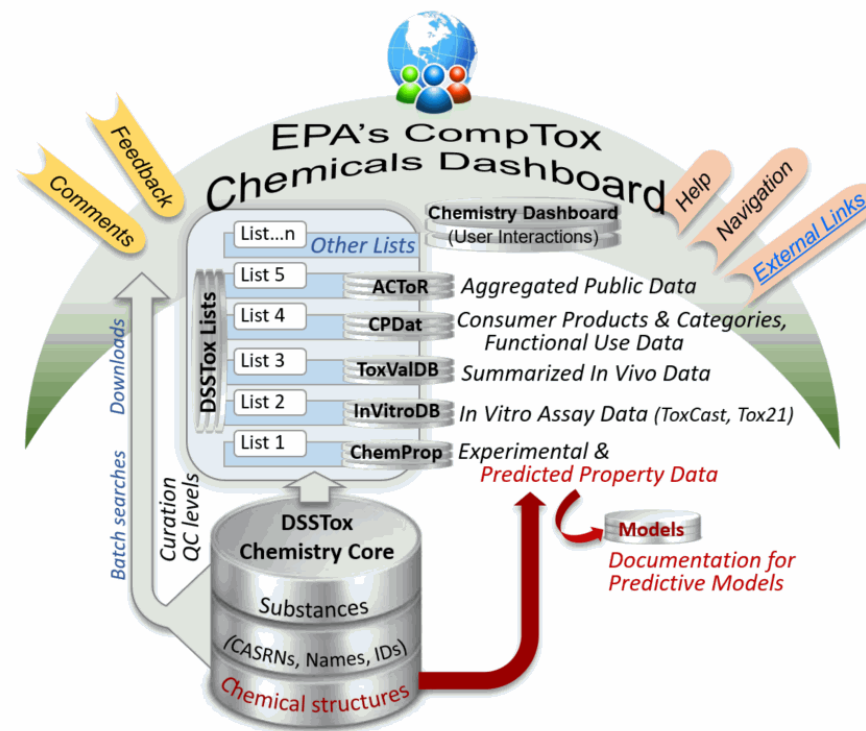 EPA's CompTox
Chemicals Dashboard
Comments
Feedback
Help
Navigation
External Links
Chemistry Dashboard
(User Interactions)
List...n
Other Lists
DSSTox Lists
List 5
ACToR
Aggregated Public Data
List 4
CPDat
Consumer Products & Categories,
Functional Use Data
List 3
ToxValDB
Summarized In Vivo Data
List 2
InVitroDB
In Vitro Assay Data (ToxCast, Tox21)
List 1
ChemProp
Experimental &
Predicted Property Data
Models
Documentation for
Predictive Models
Batch searches
Downloads
Curation
QC levels
DSSTox
Chemistry Core
Substances
(CASRNs, Names, IDs)
Chemical structures